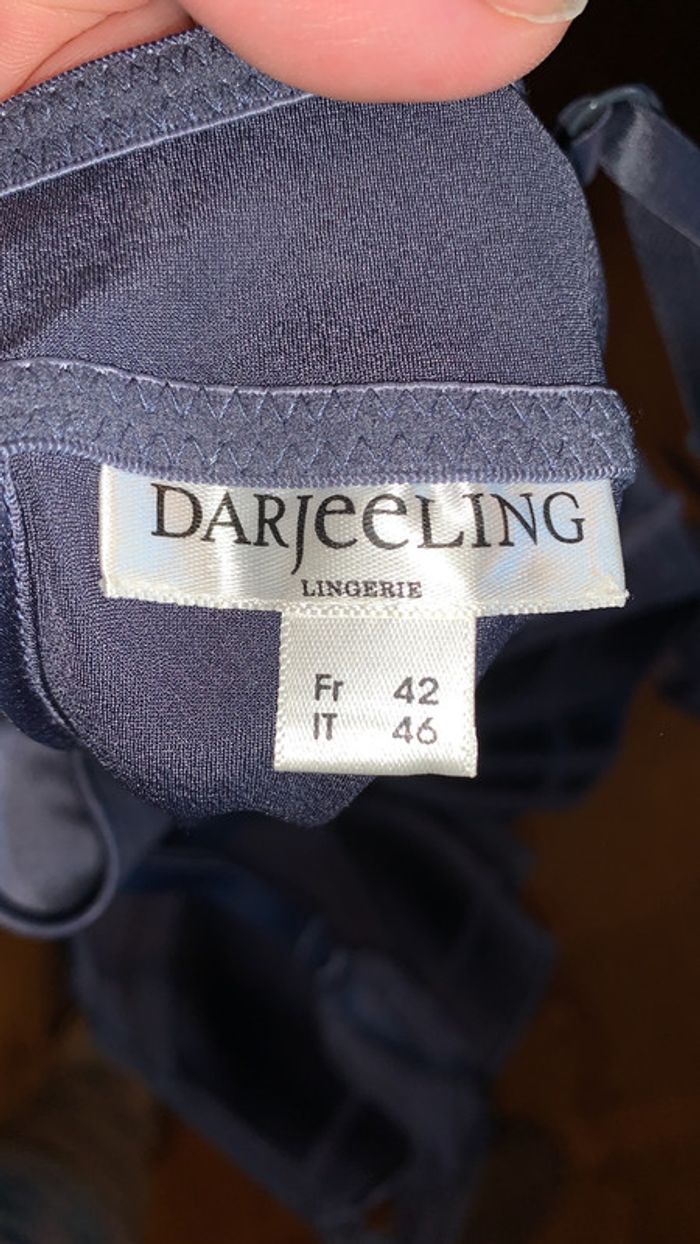 DARJeeLING
LINGERIE
Fr 42
IT 46